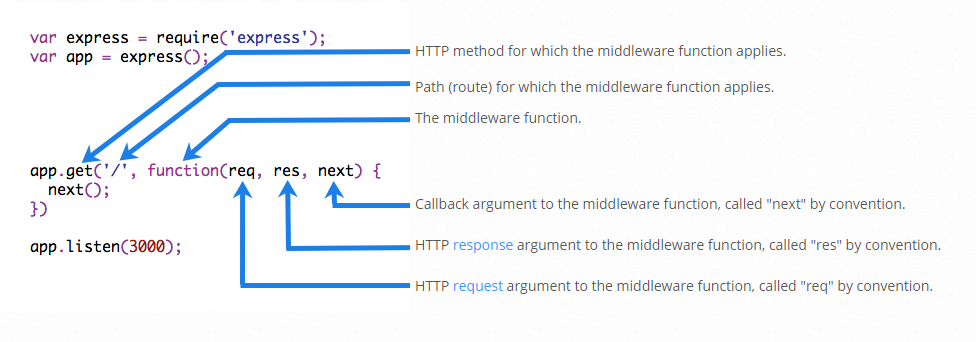 var express = require('express');
var app = express();
HTTP method for which the middleware function applies.
Path (route) for which the middleware function applies.
The middleware function.
app.get('/', function(req, res, next) {
  next();
})
Callback argument to the middleware function, called "next" by convention.
app.listen(3000);
HTTP response argument to the middleware function, called "res" by convention.
HTTP request argument to the middleware function, called "req" by convention.